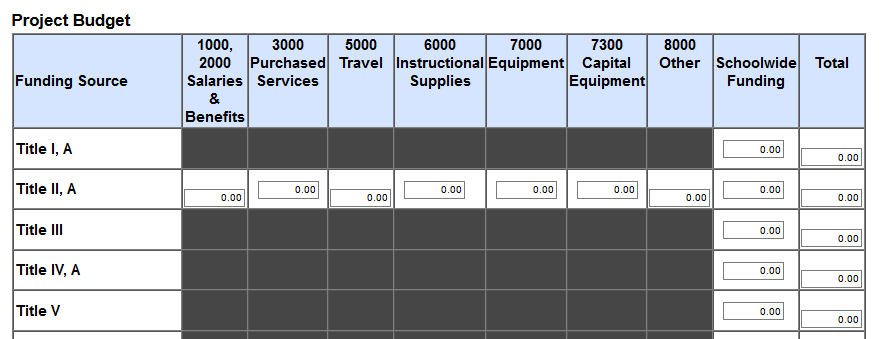 Project Budget
Funding Source
1000, 2000 Salaries & Benefits
3000 Purchased Services
5000 Travel
6000 Instructional Supplies
7000 Equipment
7300 Capital Equipment
8000 Other
Schoolwide Funding
Total
Title I, A 0.00 0.00
Title II, A 0.00 0.00 0.00 0.00 0.00 0.00 0.00 0.00 0.00
Title III 0.00 0.00
Title IV, A 0.00 0.00
Title V 0.00 0.00